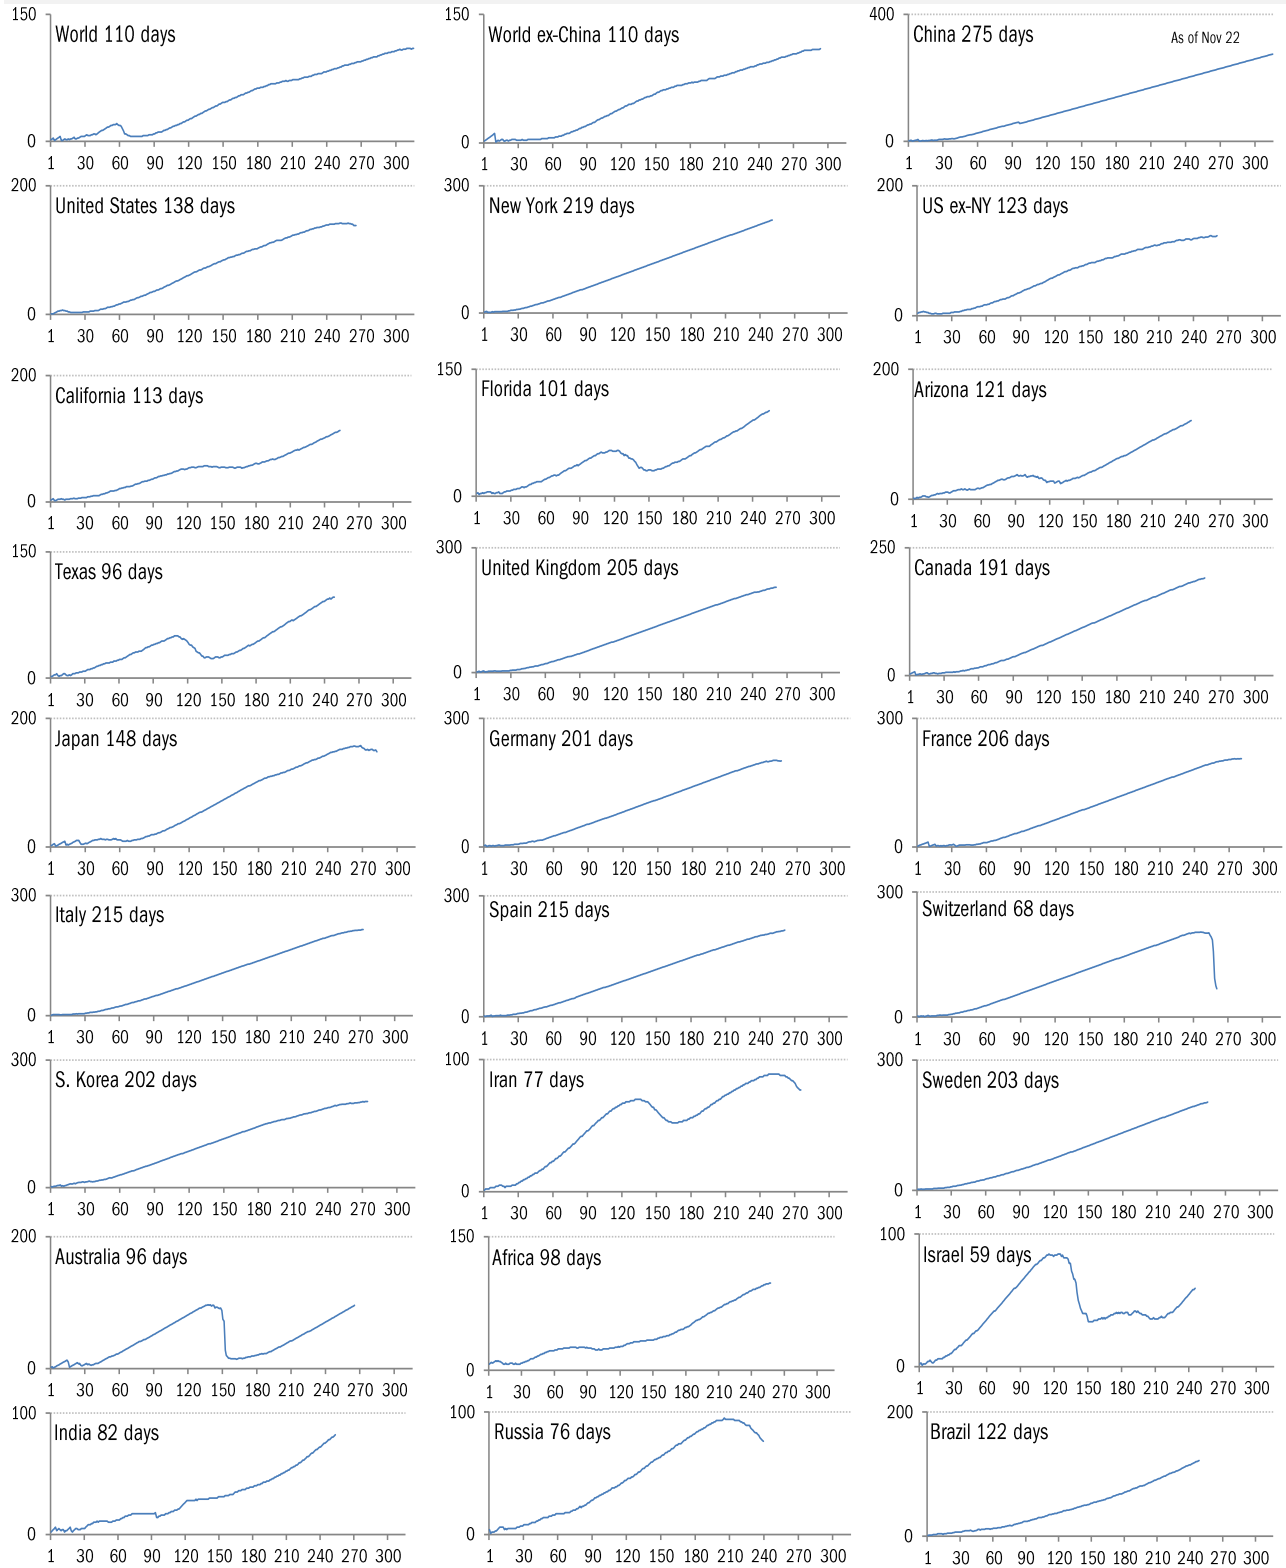 150 150 400
World 110 days World ex-China 110 days China 275 days As of Nov 22
0 0 0
1 30 60 90 120 150 180 210 240 270 300 1 30 60 90 120 150 180 210 240 270 300 1 30 60 90 120 150 180 210 240 270 300
200 300 200
United States 138 days New York 219 days US ex-NY 123 days
0 0 0
1 30 60 90 120 150 180 210 240 270 300 1 30 60 90 120 150 180 210 240 270 300 1 30 60 90 120 150 180 210 240 270 300
200 150 200
California 113 days Florida 101 days Arizona 121 days
0 0 0
1 30 60 90 120 150 180 210 240 270 300 1 30 60 90 120 150 180 210 240 270 300 1 30 60 90 120 150 180 210 240 270 300
150 300 250
Texas 96 days United Kingdom 205 days Canada 191 days
0 0 0
1 30 60 90 120 150 180 210 240 270 300 1 30 60 90 120 150 180 210 240 270 300 1 30 60 90 120 150 180 210 240 270 300
200 300 300
Japan 148 days Germany 201 days France 206 days
0 0 0
1 30 60 90 120 150 180 210 240 270 300 1 30 60 90 120 150 180 210 240 270 300 1 30 60 90 120 150 180 210 240 270 300
300 300 300
Italy 215 days Spain 215 days Switzerland 68 days
0 0 0
1 30 60 90 120 150 180 210 240 270 300 1 30 60 90 120 150 180 210 240 270 300 1 30 60 90 120 150 180 210 240 270 300
300 100 300
S. Korea 202 days Iran 77 days Sweden 203 days
0 0 0
1 30 60 90 120 150 180 210 240 270 300 1 30 60 90 120 150 180 210 240 270 300 1 30 60 90 120 150 180 210 240 270 300
200 150 100
Australia 96 days Africa 98 days Israel 59 days
0 0 0
1 30 60 90 120 150 180 210 240 270 300 1 30 60 90 120 150 180 210 240 270 300 1 30 60 90 120 150 180 210 240 270 300
100 100 200
India 82 days Russia 76 days Brazil 122 days
0 0 0
1 30 60 90 120 150 180 210 240 270 300 1 30 60 90 120 150 180 210 240 270 300 1 30 60 90 120 150 180 210 240 270 300